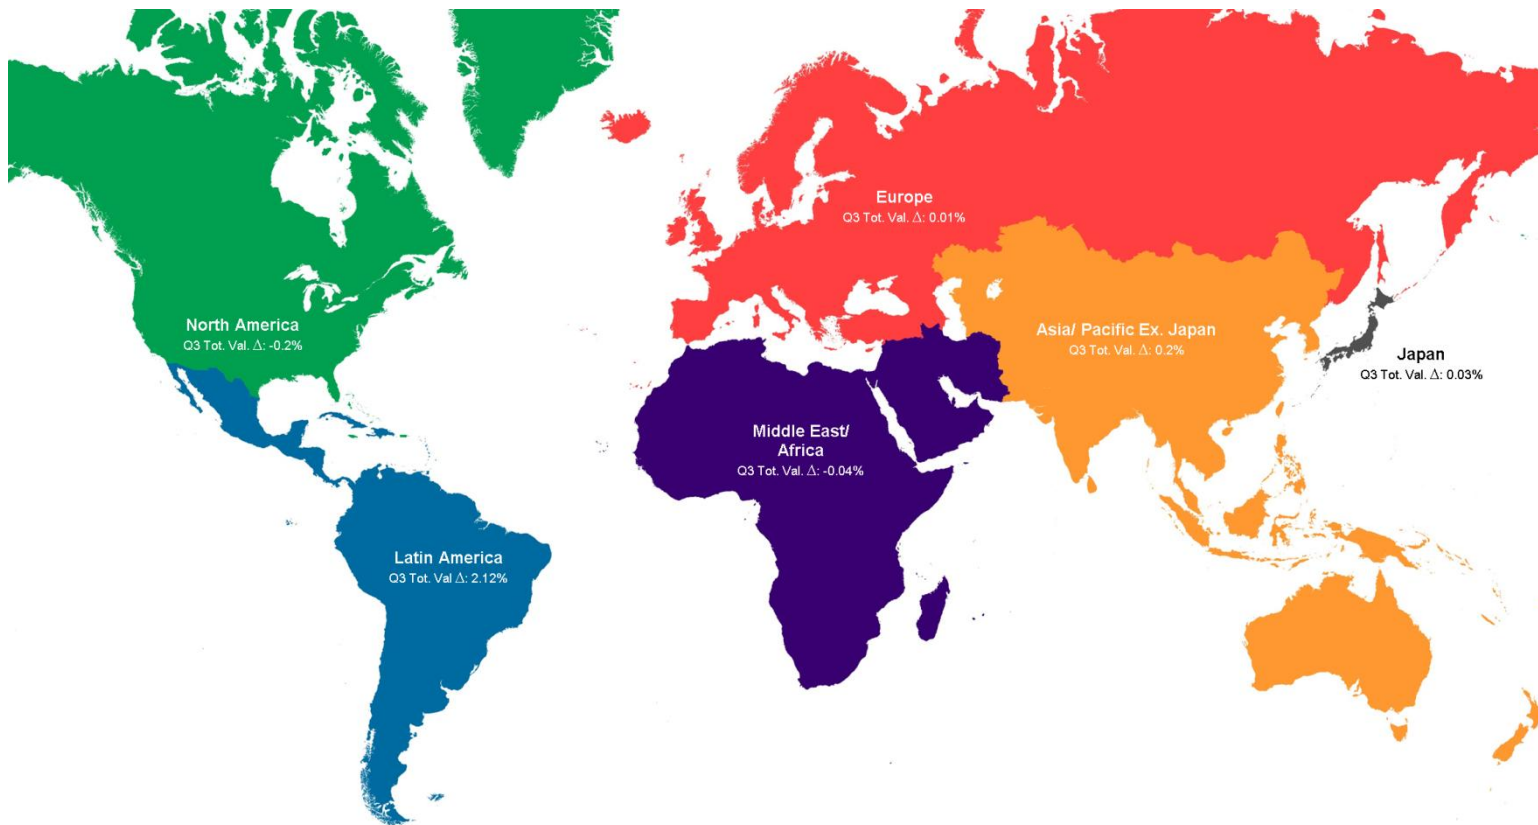 Europe
Q3 Tot. Val. Δ: 0.01%
North America
Q3 Tot. Val. Δ: -0.2%
Asia/ Pacific Ex. Japan
Q3 Tot. Val. Δ: 0.2%
Japan
Q3 Tot. Val. Δ: 0.03%
Middle East/
Africa
Q3 Tot. Val. Δ: -0.04%
Latin America
Q3 Tot. Val Δ: 2.12%